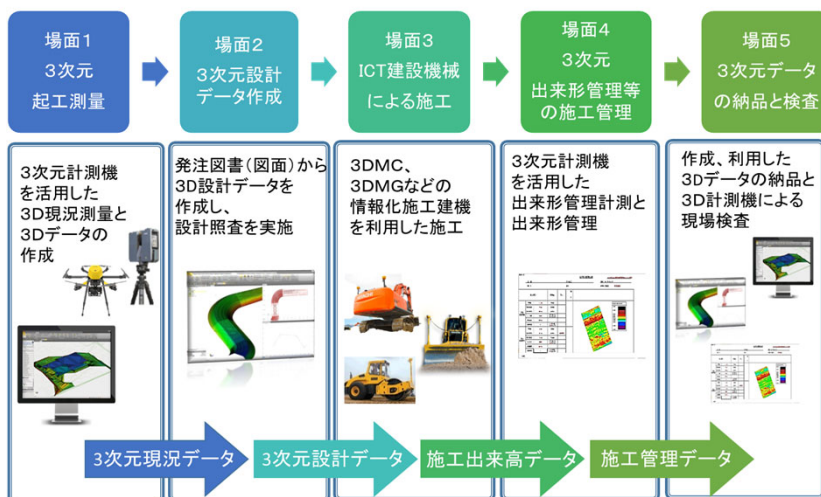 場面1
3次元
起工測量
場面2
3次元設計
データ作成
場面3
ICT建設機械
による施工
場面4
3次元
出来形管理等
の施工管理
場面5
3次元データ
の納品と検査
3次元計測機
を活用した
3D現況測量と
3Dデータの
作成
発注図書(図面)から
3D設計データを
作成し、
設計照査を実施
3DMC、
3DMGなどの
情報化施工建機
を利用した施工
3次元計測機
を活用した
出来形管理計測と
出来形管理
作成、利用した
3Dデータの納品と
3D計測機による
現場検査
3次元現況データ
3次元設計データ
施工出来高データ
施工管理データ